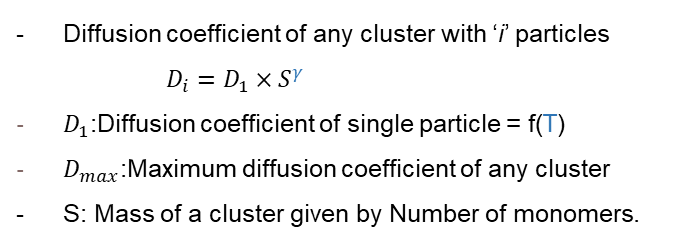 - Diffusion coefficient of any cluster with ‘i’ particles
D_i = D_1 × S^γ
- D_1:Diffusion coefficient of single particle = f(T)
- D_max:Maximum diffusion coefficient of any cluster
- S: Mass of a cluster given by Number of monomers.